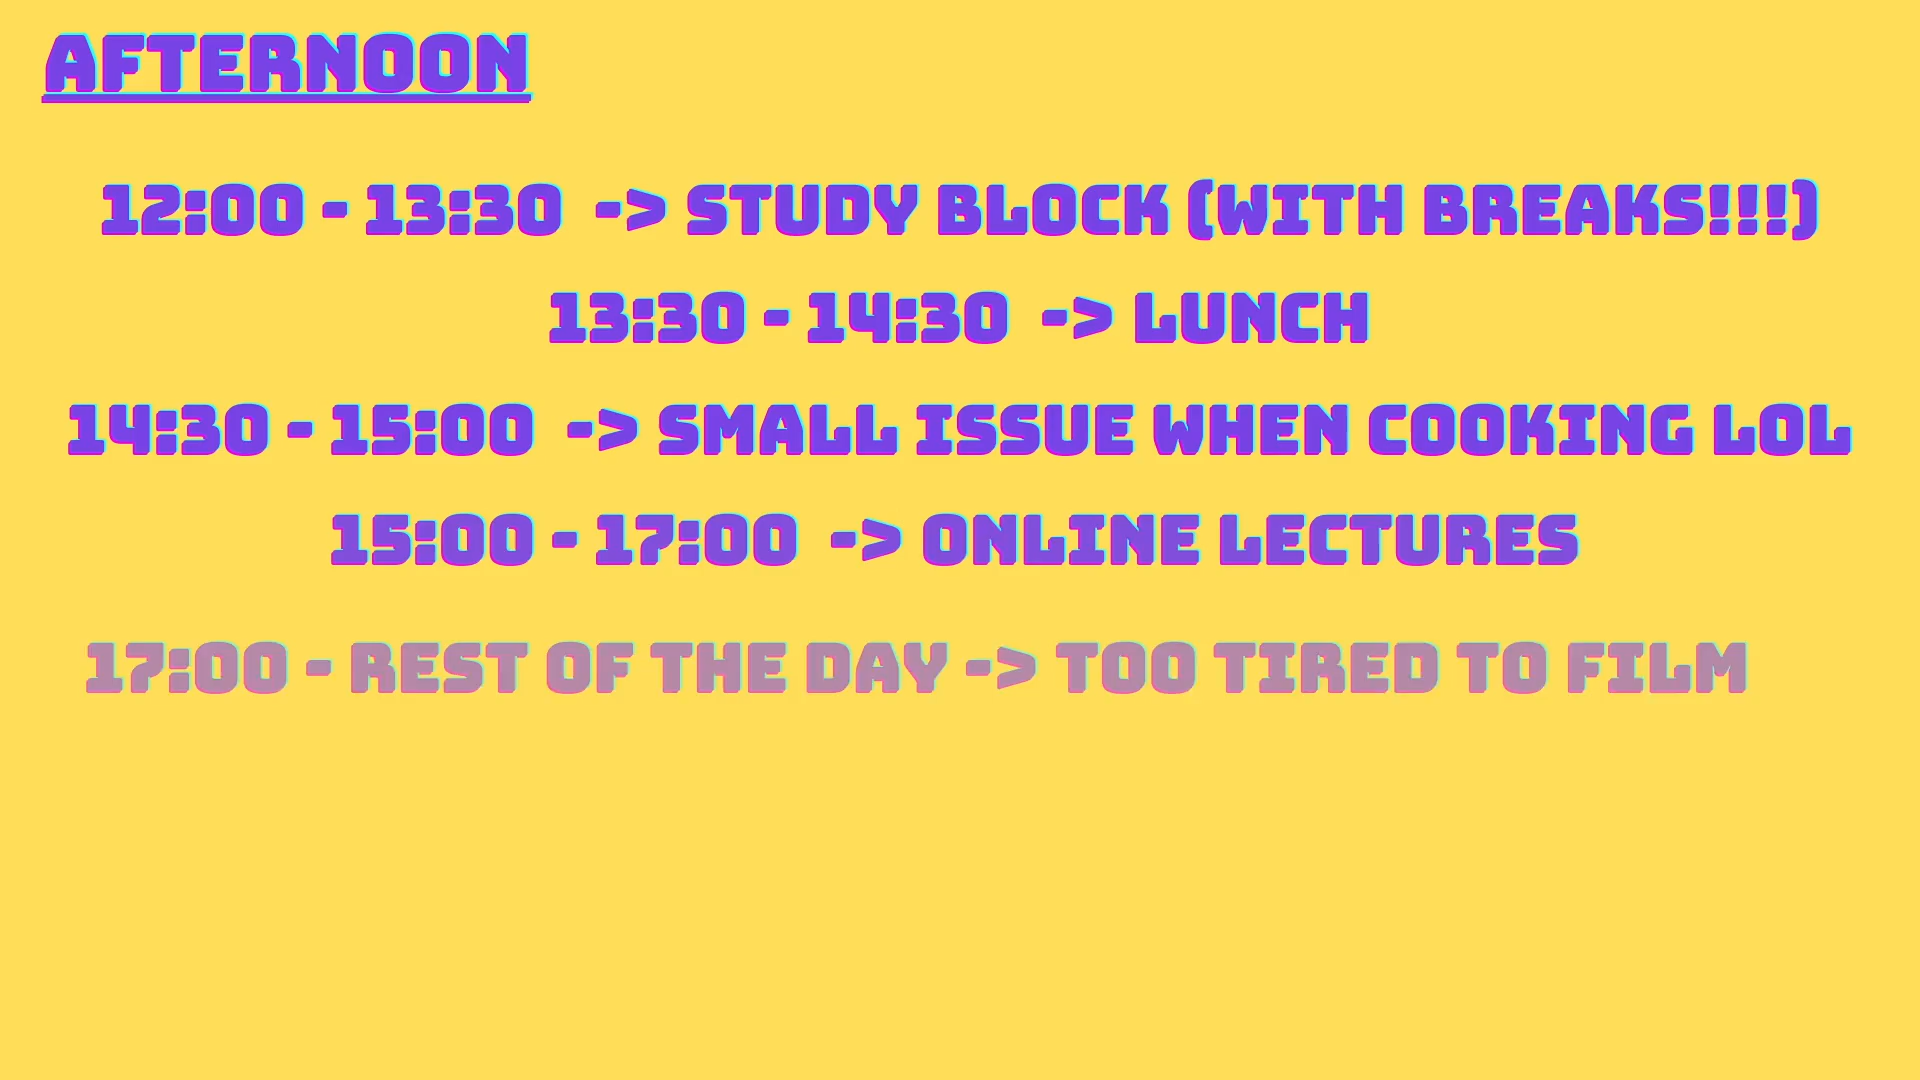 AFTERNOON
12:00 - 13:30 -> STUDY BLOCK (WITH BREAKS!!!)
13:30 - 14:30 -> LUNCH
14:30 - 15:00 -> SMALL ISSUE WHEN COOKING LOL
15:00 - 17:00 -> ONLINE LECTURES
17:00 - REST OF THE DAY -> TOO TIRED TO FILM